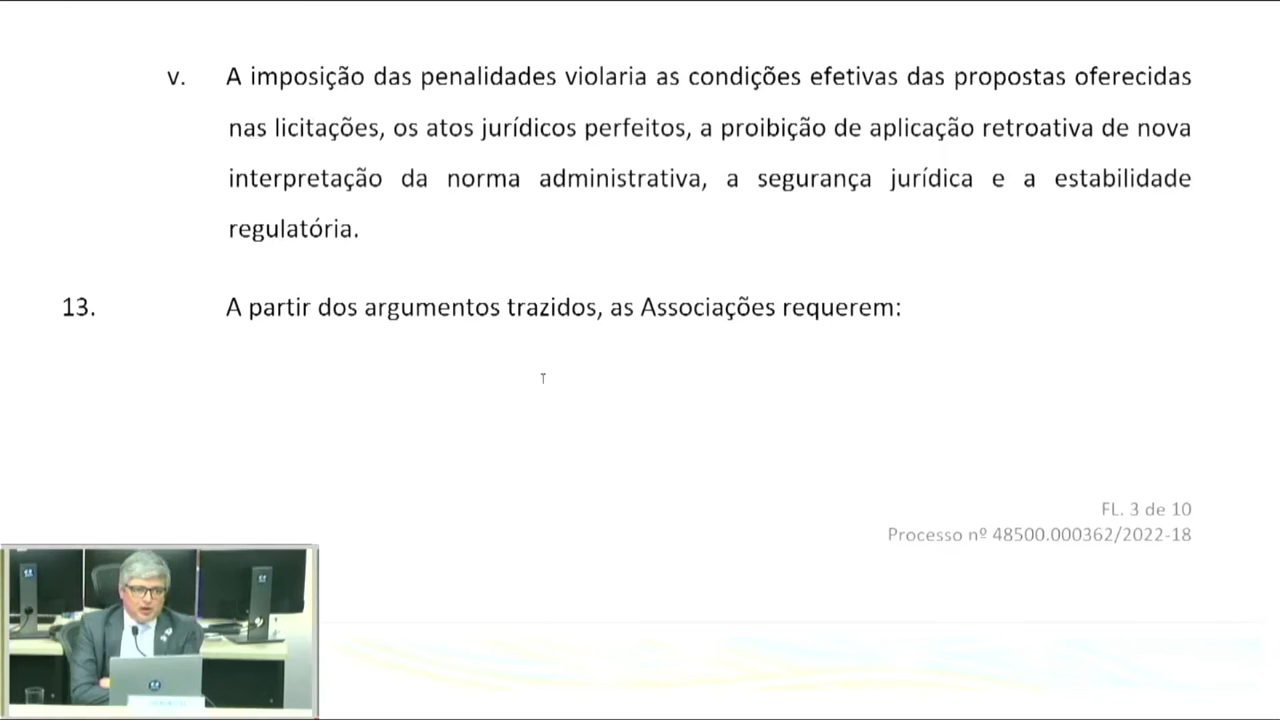 v. A imposição das penalidades violaria as condições efetivas das propostas oferecidas
nas licitações, os atos jurídicos perfeitos, a proibição de aplicação retroativa de nova
interpretação da norma administrativa, a segurança jurídica e a estabilidade
regulatória.
13. A partir dos argumentos trazidos, as Associações requerem:
FL. 3 de 10
Processo nº 48500.000362/2022-18